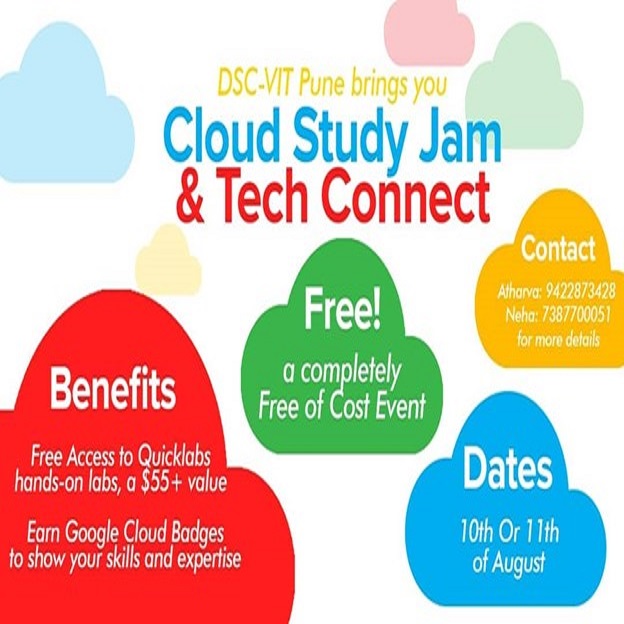 DSC-VIT Pune brings you
Cloud Study Jam
& Tech Connect
Contact
Atharva: 9422873428
Neha: 7387700051
for more details
Free!
a completely
Free of Cost Event
Benefits
Free Access to Quicklabs
hands-on labs, a $55+ value
Earn Google Cloud Badges
to show your skills and expertise
Dates
10th Or 11th
of August